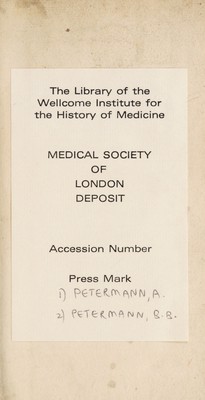 The Library of the
Wellcome Institute for
the History of Medicine
MEDICAL SOCIETY
OF
LONDON
DEPOSIT
Accession Number
Press Mark
1) PETERMANN, A.
2) PETERMANN, B.B.